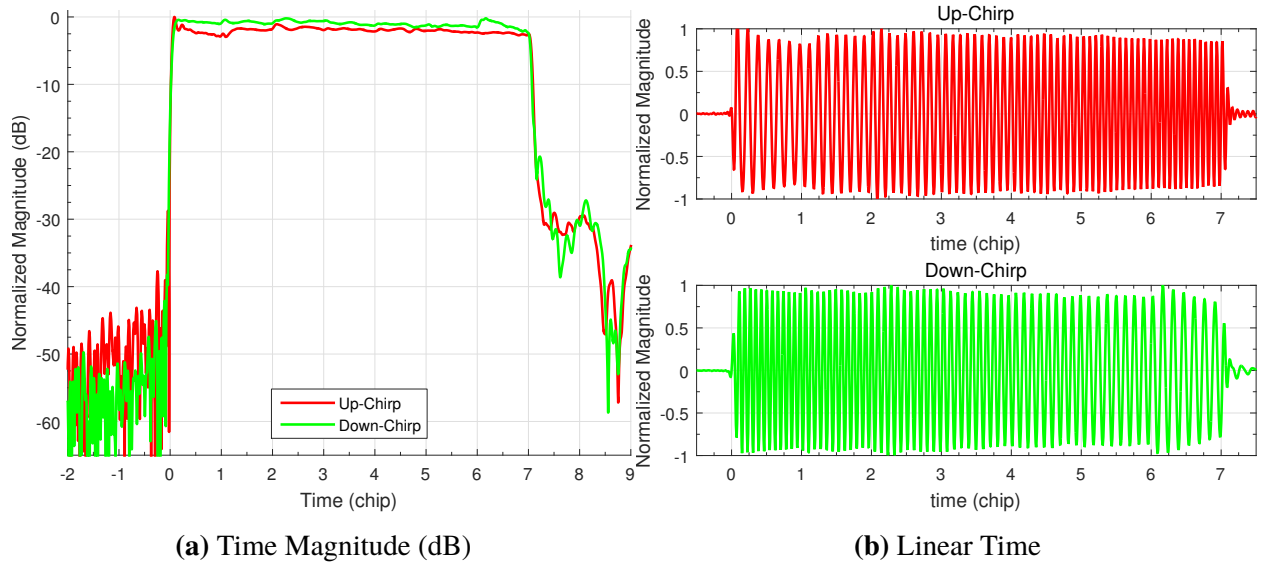 0
-10
-20
-30
-40
-50
-60
Normalized Magnitude (dB)
-2 -1 0 1 2 3 4 5 6 7 8 9
Time (chip)
Up-Chirp
Down-Chirp
(a) Time Magnitude (dB)
Up-Chirp
1
0.5
0
-0.5
-1
Normalized Magnitude
0 1 2 3 4 5 6 7
time (chip)
Down-Chirp
1
0.5
0
-0.5
-1
Normalized Magnitude
0 1 2 3 4 5 6 7
time (chip)
(b) Linear Time